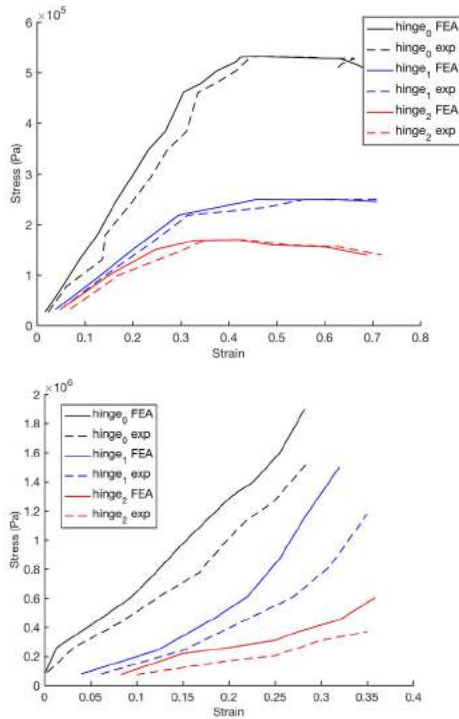 ×10⁵
6
5
4
3
2
1
0
Stress (Pa)
hinge₀ FEA
hinge₀ exp
hinge₁ FEA
hinge₁ exp
hinge₂ FEA
hinge₂ exp
0 0.1 0.2 0.3 0.4 0.5 0.6 0.7 0.8
Strain
×10⁶
2
1.8
1.6
1.4
1.2
1
0.8
0.6
0.4
0.2
0
Stress (Pa)
hinge₀ FEA
hinge₀ exp
hinge₁ FEA
hinge₁ exp
hinge₂ FEA
hinge₂ exp
0 0.05 0.1 0.15 0.2 0.25 0.3 0.35 0.4
Strain